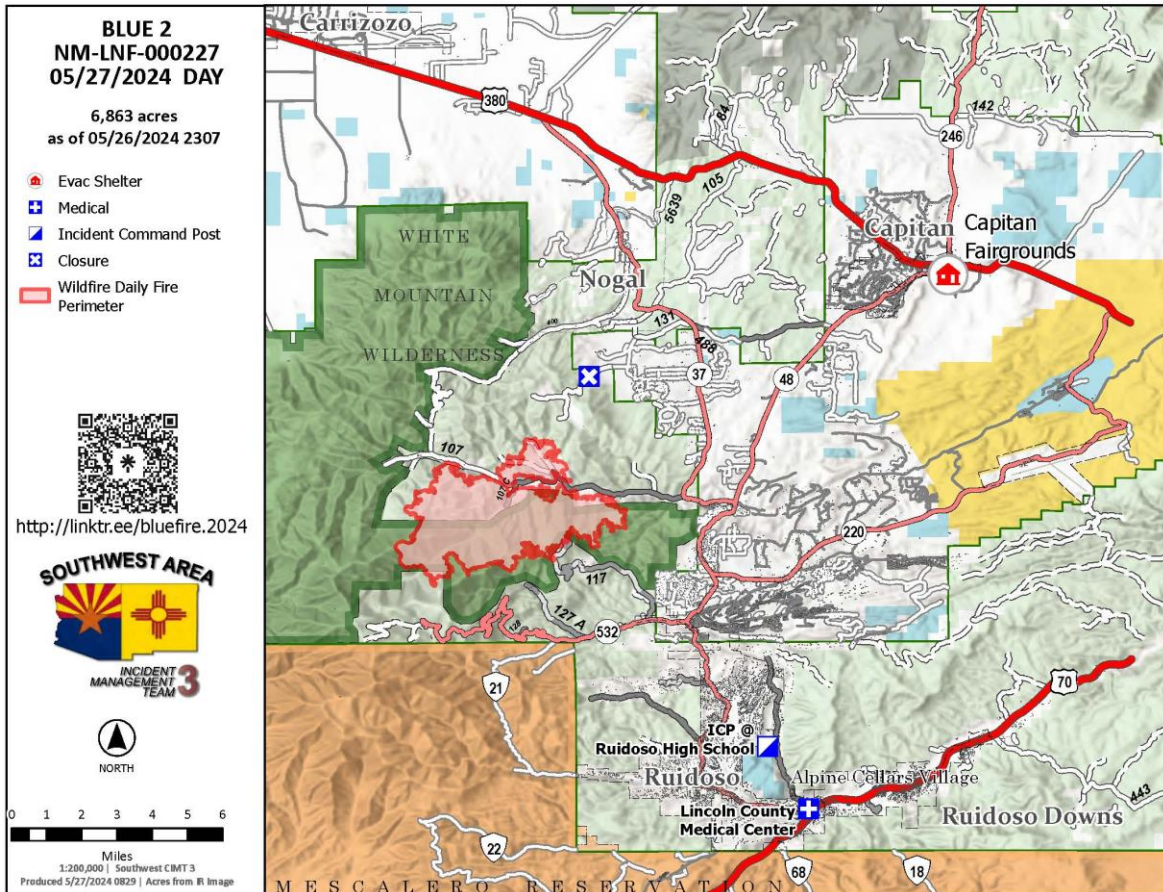 BLUE 2
NM-LNF-000227
05/27/2024 DAY
6,863 acres
as of 05/26/2024 2307
Evac Shelter
Medical
Incident Command Post
Closure
Wildfire Daily Fire
Perimeter
http://linktr.ee/bluefire.2024
SOUTHWEST AREA
INCIDENT
MANAGEMENT
TEAM 3
NORTH
0 1 2 3 4 5 6
Miles
1:200,000 | Southwest CIMT 3
Produced 5/27/2024 0829 | Acres from IR Image
Carrizozo
380
84
142
246
105
5639
WHITE
MOUNTAIN
WILDERNESS
Capitan
Capitan
Fairgrounds
Nogal
400
131
488
37
48
107
107 C
220
117
127 A
128
532
21
70
ICP @
Ruidoso High School
Ruidoso
Alpine Cellars Village
Lincoln County
Medical Center
Ruidoso Downs
443
22
68
18
MESCALERO RESERVATION